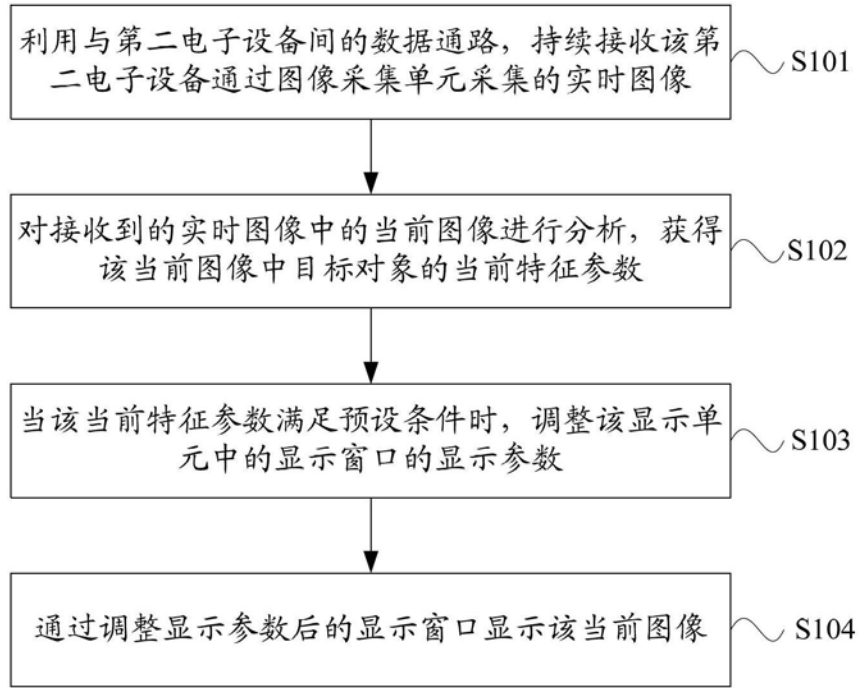 利用与第二电子设备间的数据通路，持续接收该第
二电子设备通过图像采集单元采集的实时图像
S101
对接收到的实时图像中的当前图像进行分析，获得
该当前图像中目标对象的当前特征参数
S102
当该当前特征参数满足预设条件时，调整该显示单
元中的显示窗口的显示参数
S103
通过调整显示参数后的显示窗口显示该当前图像
S104